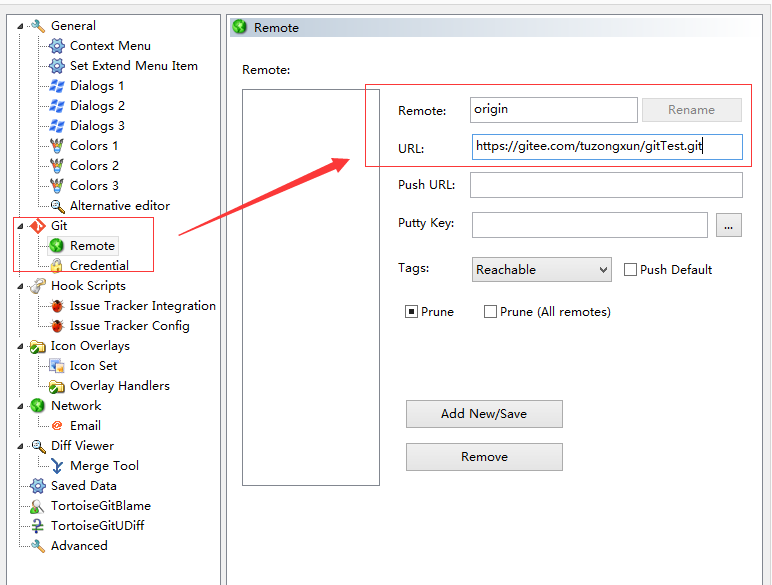 General
Context Menu
Set Extend Menu Item
Dialogs 1
Dialogs 2
Dialogs 3
Colors 1
Colors 2
Colors 3
Alternative editor
Git
Remote
Credential
Hook Scripts
Issue Tracker Integration
Issue Tracker Config
Icon Overlays
Icon Set
Overlay Handlers
Network
Email
Diff Viewer
Merge Tool
Saved Data
TortoiseGitBlame
TortoiseGitUDiff
Advanced
Remote
Remote:
Remote: origin Rename
URL: https://gitee.com/tuzongxun/gitTest.git
Push URL:
Putty Key: ...
Tags: Reachable Push Default
Prune Prune (All remotes)
Add New/Save
Remove